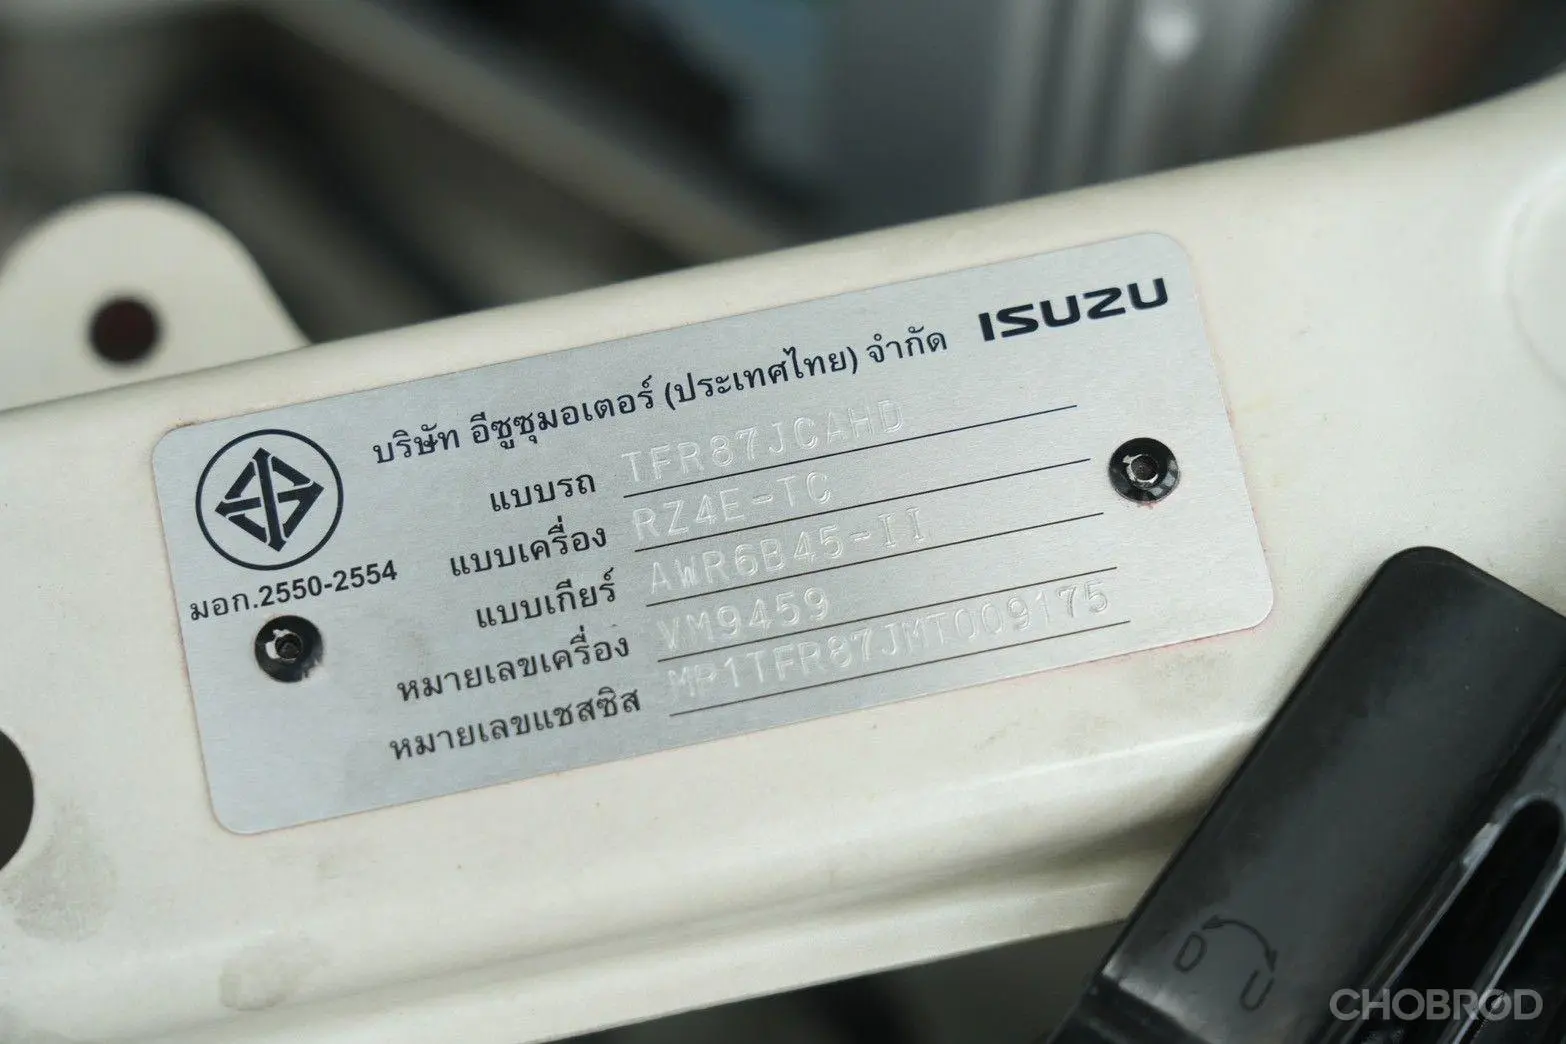 บริษัท อีซูซุมอเตอร์ (ประเทศไทย) จำกัด ISUZU
แบบรถ TFR87JCAHD
แบบเครื่อง RZ4E-TC
แบบเกียร์ AWR6B45-II
มอก.2550-2554
หมายเลขเครื่อง VM9459
หมายเลขแชสซิส MP1TFR87JMT009175
D U
CHOBROD